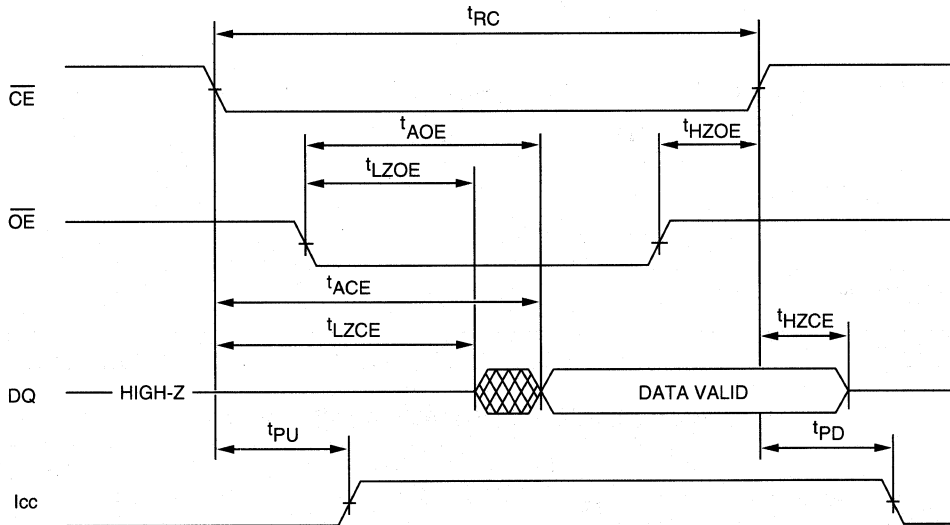 tRC
CE
tAOE
tHZOE
tLZOE
OE
tACE
tLZCE
tHZCE
DQ
HIGH-Z
DATA VALID
tPU
tPD
Icc